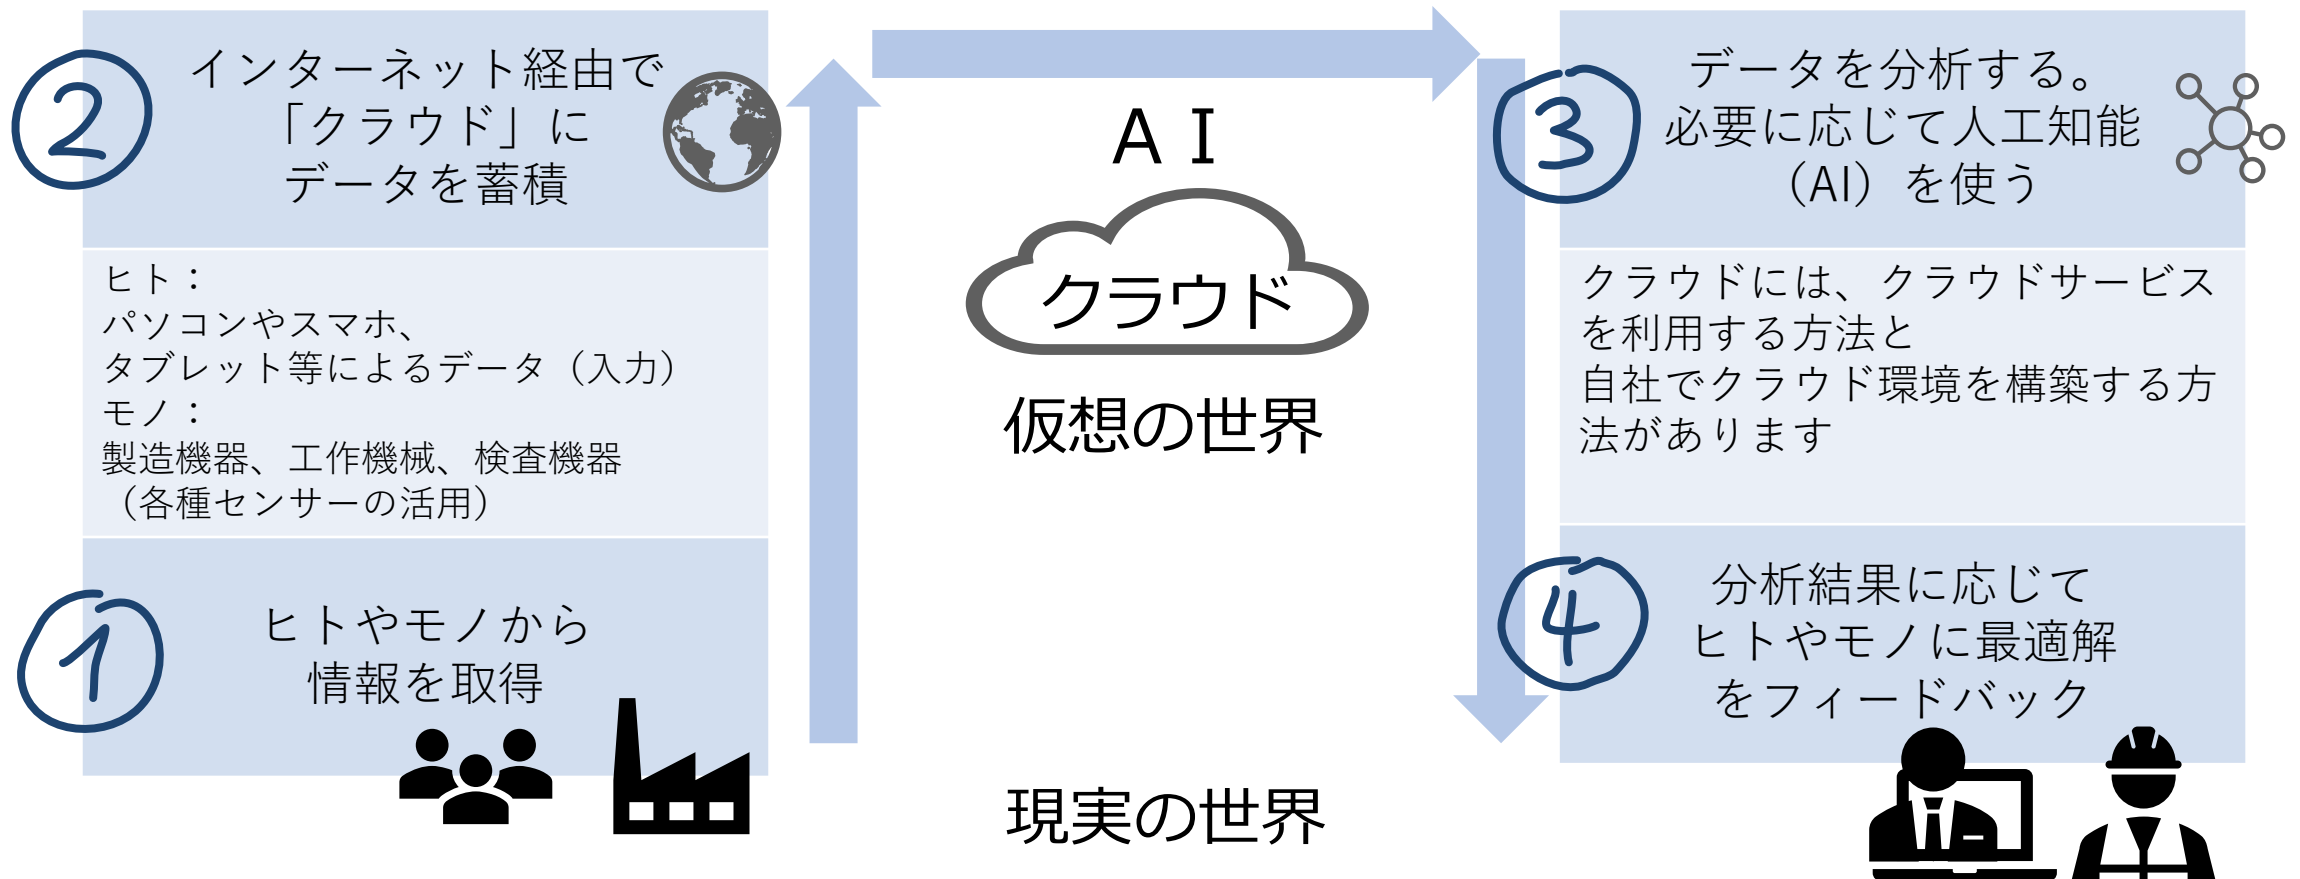 ②
インターネット経由で
「クラウド」に
データを蓄積
ヒト：
パソコンやスマホ、
タブレット等によるデータ（入力）
モノ：
製造機器、工作機械、検査機器
（各種センサーの活用）
①
ヒトやモノから
情報を取得
ＡＩ
クラウド
仮想の世界
現実の世界
③
データを分析する。
必要に応じて人工知能
（AI）を使う
クラウドには、クラウドサービス
を利用する方法と
自社でクラウド環境を構築する方
法があります
④
分析結果に応じて
ヒトやモノに最適解
をフィードバック